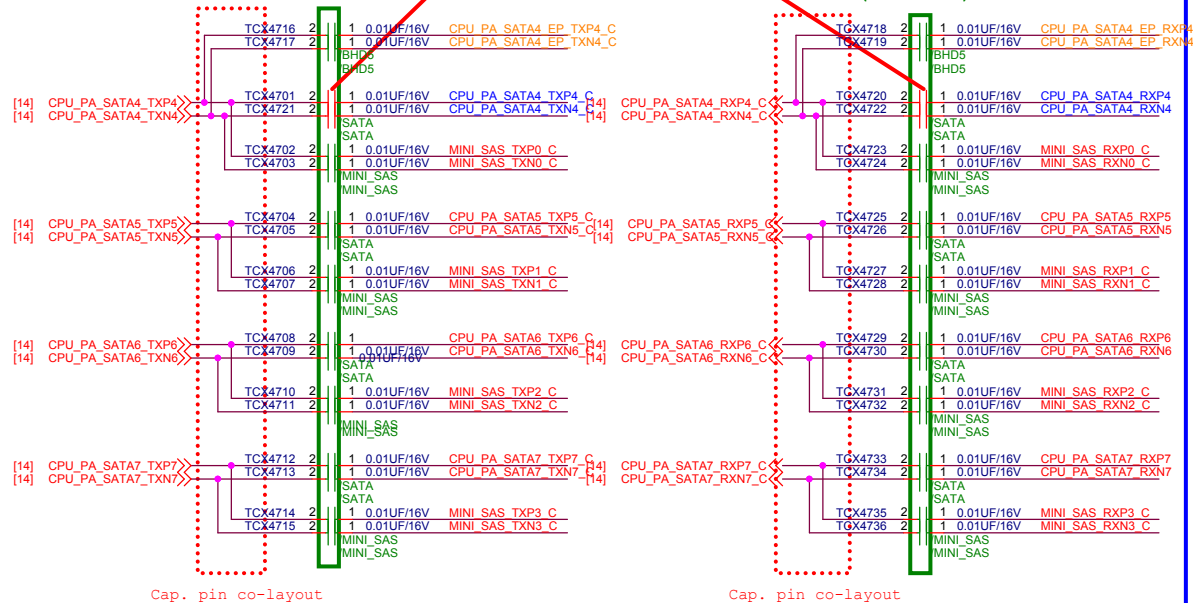 TCX4716 2 1 0.01UF/16V CPU_PA_SATA4_EP_TXP4_C
TCX4717 2 1 0.01UF/16V CPU_PA_SATA4_EP_TXN4_C
/BHD5
/BHD5
[14] CPU_PA_SATA4_TXP4 TCX4701 2 1 0.01UF/16V CPU_PA_SATA4_TXP4_C
[14] CPU_PA_SATA4_TXN4 TCX4721 2 1 0.01UF/16V CPU_PA_SATA4_TXN4_C
/SATA
/SATA
TCX4702 2 1 0.01UF/16V MINI_SAS_TXP0_C
TCX4703 2 1 0.01UF/16V MINI_SAS_TXN0_C
/MINI_SAS
/MINI_SAS
[14] CPU_PA_SATA5_TXP5 TCX4704 2 1 0.01UF/16V CPU_PA_SATA5_TXP5_C
[14] CPU_PA_SATA5_TXN5 TCX4705 2 1 0.01UF/16V CPU_PA_SATA5_TXN5_C
/SATA
/SATA
TCX4706 2 1 0.01UF/16V MINI_SAS_TXP1_C
TCX4707 2 1 0.01UF/16V MINI_SAS_TXN1_C
/MINI_SAS
/MINI_SAS
[14] CPU_PA_SATA6_TXP6 TCX4708 2 1 CPU_PA_SATA6_TXP6_C
[14] CPU_PA_SATA6_TXN6 TCX4709 2 1 0.01UF/16V CPU_PA_SATA6_TXN6_C
0.01UF/16V
/SATA
/SATA
TCX4710 2 1 0.01UF/16V MINI_SAS_TXP2_C
TCX4711 2 1 0.01UF/16V MINI_SAS_TXN2_C
/MINI_SAS
/MINI_SAS
[14] CPU_PA_SATA7_TXP7 TCX4712 2 1 0.01UF/16V CPU_PA_SATA7_TXP7_C
[14] CPU_PA_SATA7_TXN7 TCX4713 2 1 0.01UF/16V CPU_PA_SATA7_TXN7_C
/SATA
/SATA
TCX4714 2 1 0.01UF/16V MINI_SAS_TXP3_C
TCX4715 2 1 0.01UF/16V MINI_SAS_TXN3_C
/MINI_SAS
/MINI_SAS
Cap. pin co-layout
TCX4718 2 1 0.01UF/16V CPU_PA_SATA4_EP_RXP4
TCX4719 2 1 0.01UF/16V CPU_PA_SATA4_EP_RXN4
/BHD5
/BHD5
[14] CPU_PA_SATA4_RXP4_C TCX4720 2 1 0.01UF/16V CPU_PA_SATA4_RXP4
[14] CPU_PA_SATA4_RXN4_C TCX4722 2 1 0.01UF/16V CPU_PA_SATA4_RXN4
/SATA
/SATA
TCX4723 2 1 0.01UF/16V MINI_SAS_RXP0_C
TCX4724 2 1 0.01UF/16V MINI_SAS_RXN0_C
/MINI_SAS
/MINI_SAS
[14] CPU_PA_SATA5_RXP5_C TCX4725 2 1 0.01UF/16V CPU_PA_SATA5_RXP5
[14] CPU_PA_SATA5_RXN5_C TCX4726 2 1 0.01UF/16V CPU_PA_SATA5_RXN5
/SATA
/SATA
TCX4727 2 1 0.01UF/16V MINI_SAS_RXP1_C
TCX4728 2 1 0.01UF/16V MINI_SAS_RXN1_C
/MINI_SAS
/MINI_SAS
[14] CPU_PA_SATA6_RXP6_C TCX4729 2 1 0.01UF/16V CPU_PA_SATA6_RXP6
[14] CPU_PA_SATA6_RXN6_C TCX4730 2 1 0.01UF/16V CPU_PA_SATA6_RXN6
/SATA
/SATA
TCX4731 2 1 0.01UF/16V MINI_SAS_RXP2_C
TCX4732 2 1 0.01UF/16V MINI_SAS_RXN2_C
/MINI_SAS
/MINI_SAS
[14] CPU_PA_SATA7_RXP7_C TCX4733 2 1 0.01UF/16V CPU_PA_SATA7_RXP7
[14] CPU_PA_SATA7_RXN7_C TCX4734 2 1 0.01UF/16V CPU_PA_SATA7_RXN7
/SATA
/SATA
TCX4735 2 1 0.01UF/16V MINI_SAS_RXP3_C
TCX4736 2 1 0.01UF/16V MINI_SAS_RXN3_C
/MINI_SAS
/MINI_SAS
Cap. pin co-layout